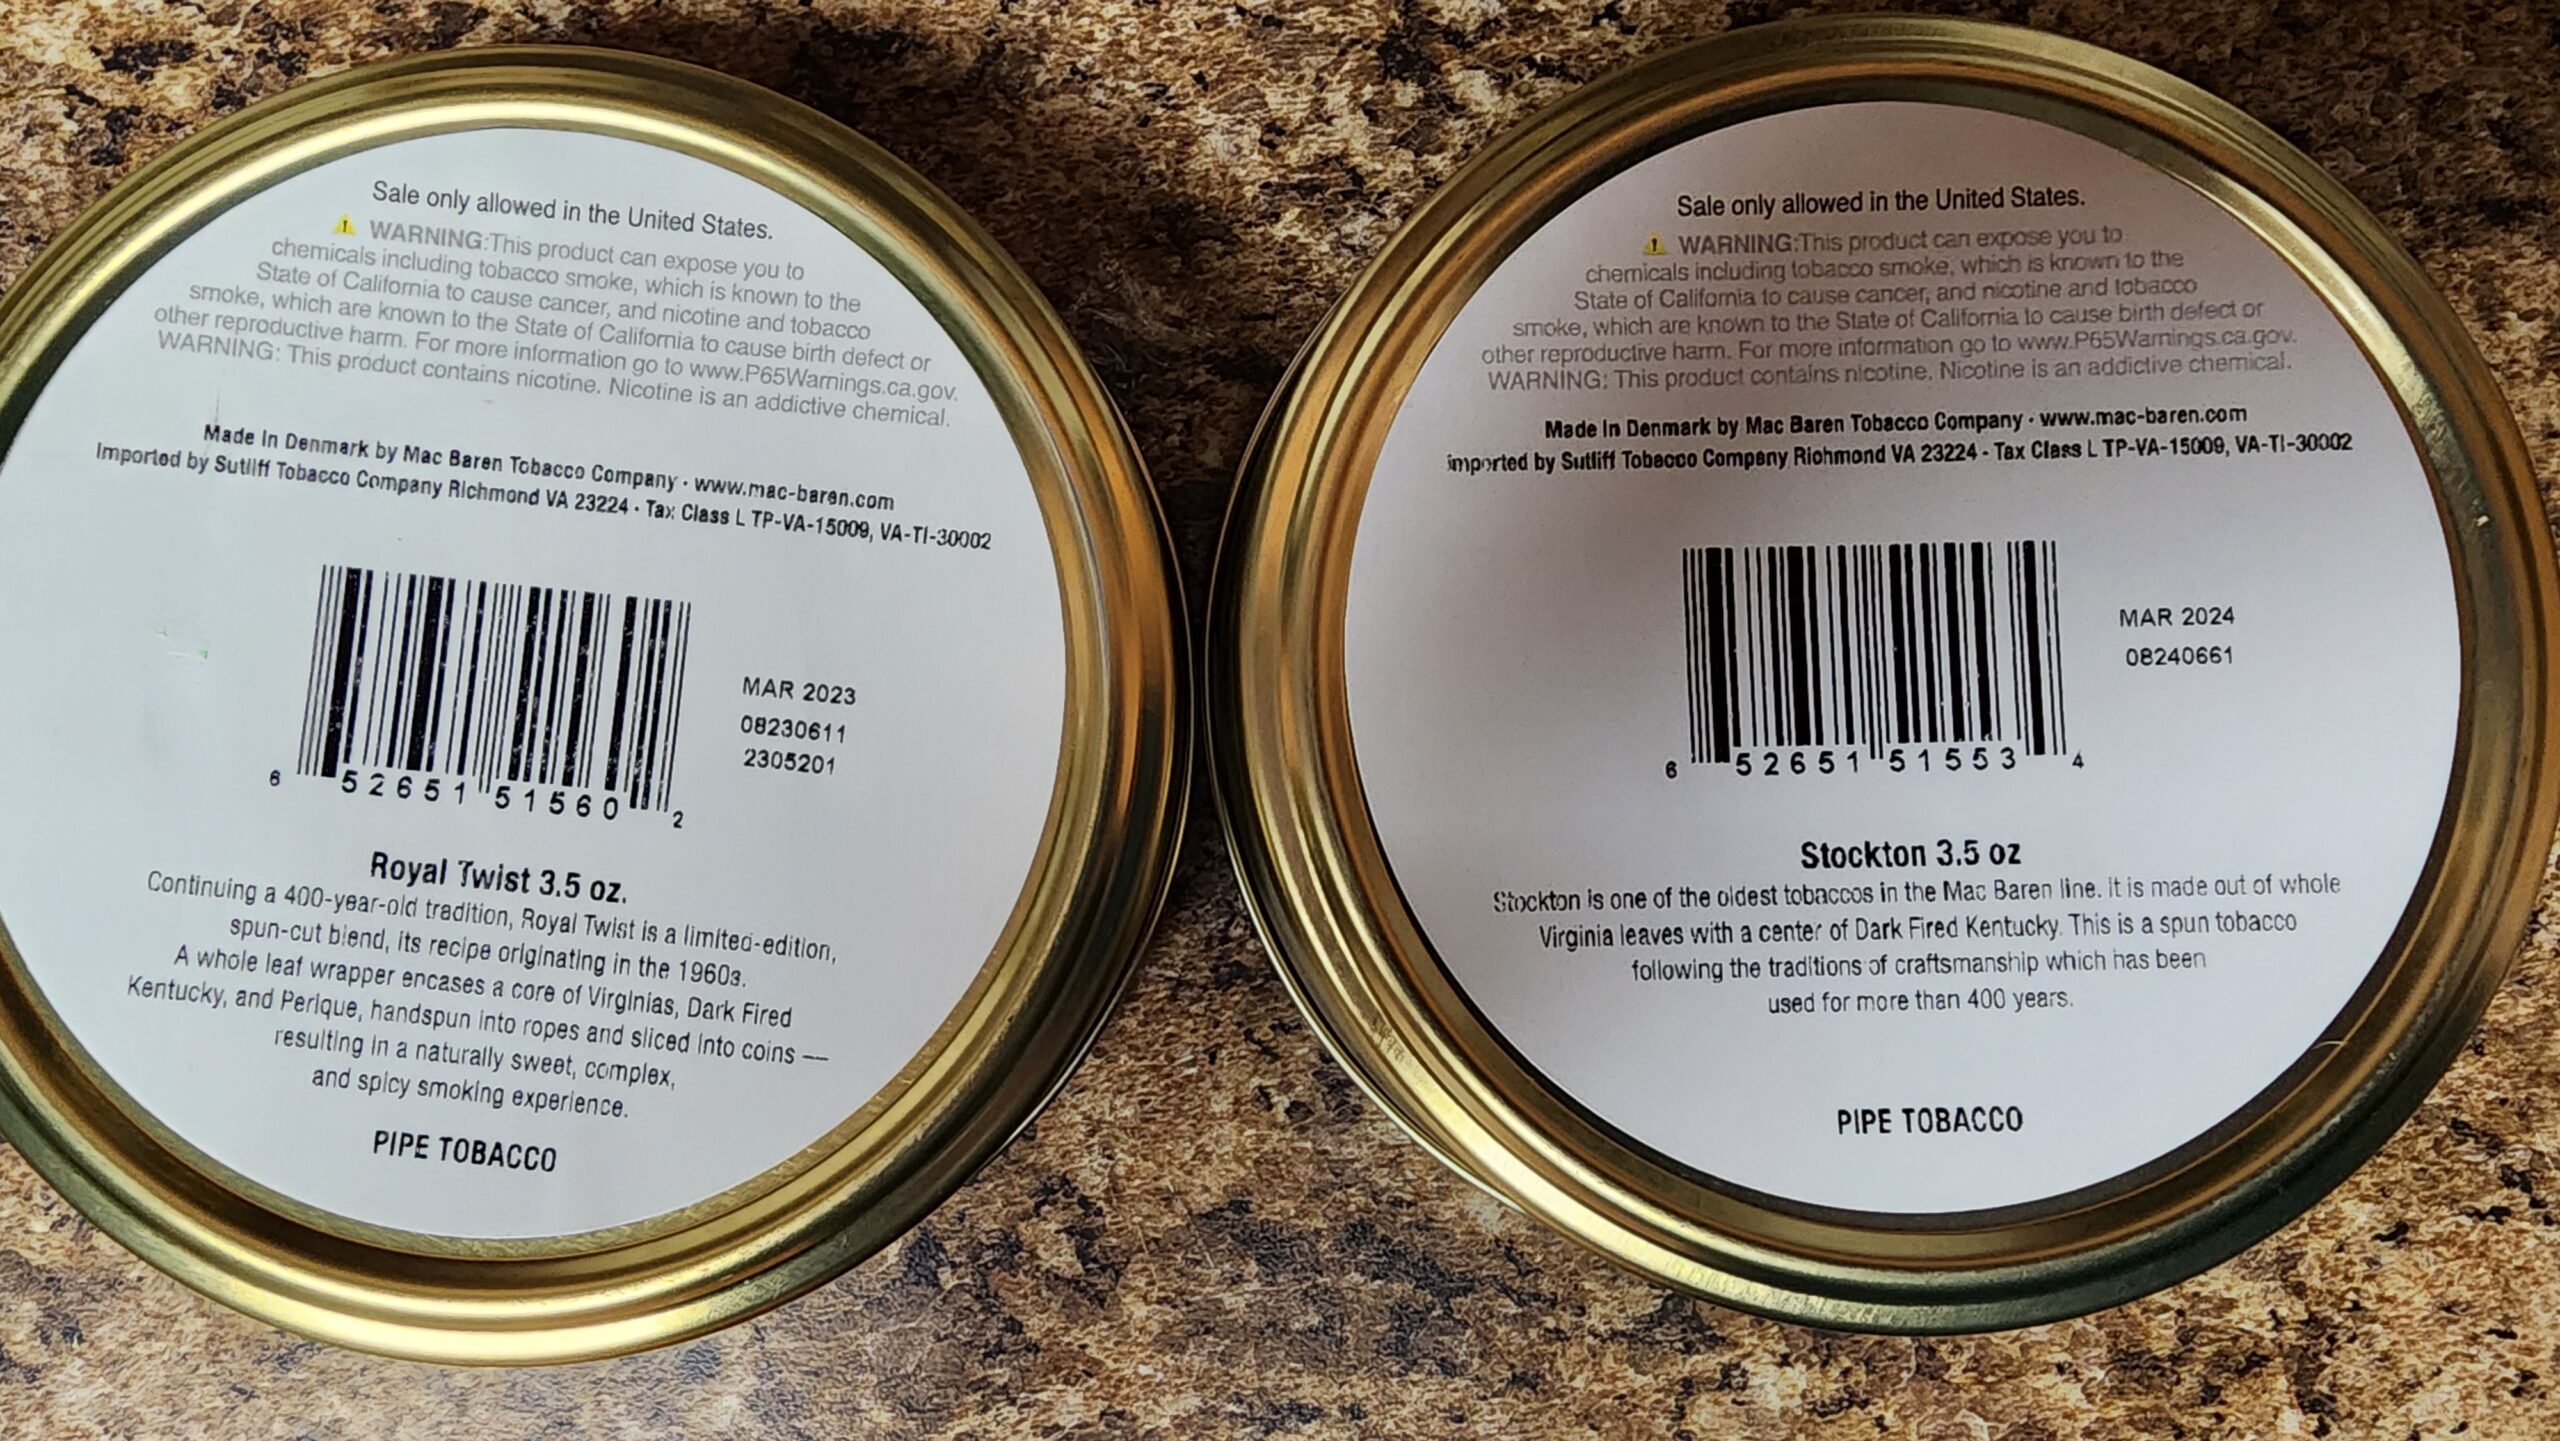 Sale only allowed in the United States.
⚠ WARNING:This product can expose you to
chemicals including tobacco smoke, which is known to the
State of California to cause cancer, and nicotine and tobacco
smoke, which are known to the State of California to cause birth defect or
other reproductive harm. For more information go to www.P65Warnings.ca.gov.
WARNING: This product contains nicotine. Nicotine is an addictive chemical.
Made In Denmark by Mac Baren Tobacco Company · www.mac-baren.com
Imported by Sutliff Tobacco Company Richmond VA 23224 - Tax Class L TP-VA-15009, VA-TI-30002
MAR 2023
08230611
2305201
6 52651 51560 2
Royal Twist 3.5 oz.
Continuing a 400-year-old tradition, Royal Twist is a limited-edition,
spun-cut blend, its recipe originating in the 1960s.
A whole leaf wrapper encases a core of Virginias, Dark Fired
Kentucky, and Perique, handspun into ropes and sliced into coins —
resulting in a naturally sweet, complex,
and spicy smoking experience.
PIPE TOBACCO
Sale only allowed in the United States.
⚠ WARNING:This product can expose you to
chemicals including tobacco smoke, which is known to the
State of California to cause cancer, and nicotine and tobacco
smoke, which are known to the State of California to cause birth defect or
other reproductive harm. For more information go to www.P65Warnings.ca.gov.
WARNING: This product contains nicotine. Nicotine is an addictive chemical.
Made In Denmark by Mac Baren Tobacco Company · www.mac-baren.com
imported by Sutliff Tobacco Company Richmond VA 23224 - Tax Class L TP-VA-15009, VA-TI-30002
MAR 2024
08240661
6 52651 51553 4
Stockton 3.5 oz
Stockton is one of the oldest tobaccos in the Mac Baren line. It is made out of whole
Virginia leaves with a center of Dark Fired Kentucky. This is a spun tobacco
following the traditions of craftsmanship which has been
used for more than 400 years.
PIPE TOBACCO